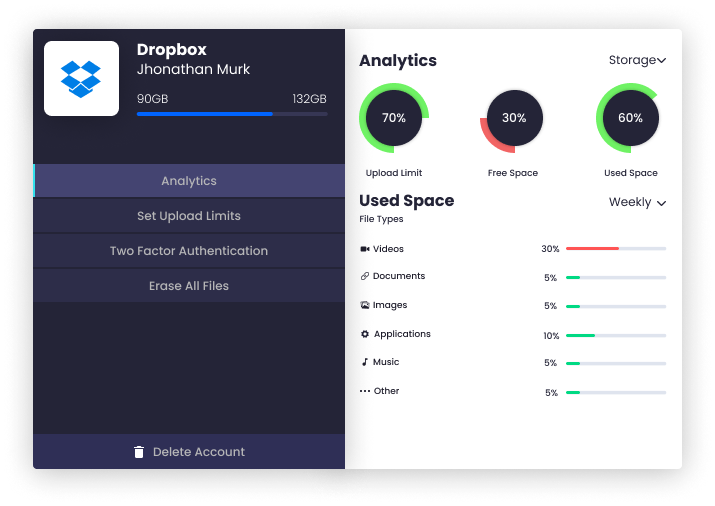 Dropbox
Jhonathan Murk
90GB 132GB
Analytics
Set Upload Limits
Two Factor Authentication
Erase All Files
Delete Account
Analytics
Storage
70% 30% 60%
Upload Limit Free Space Used Space
Used Space
Weekly
File Types
Videos 30%
Documents 5%
Images 5%
Applications 10%
Music 5%
Other 5%